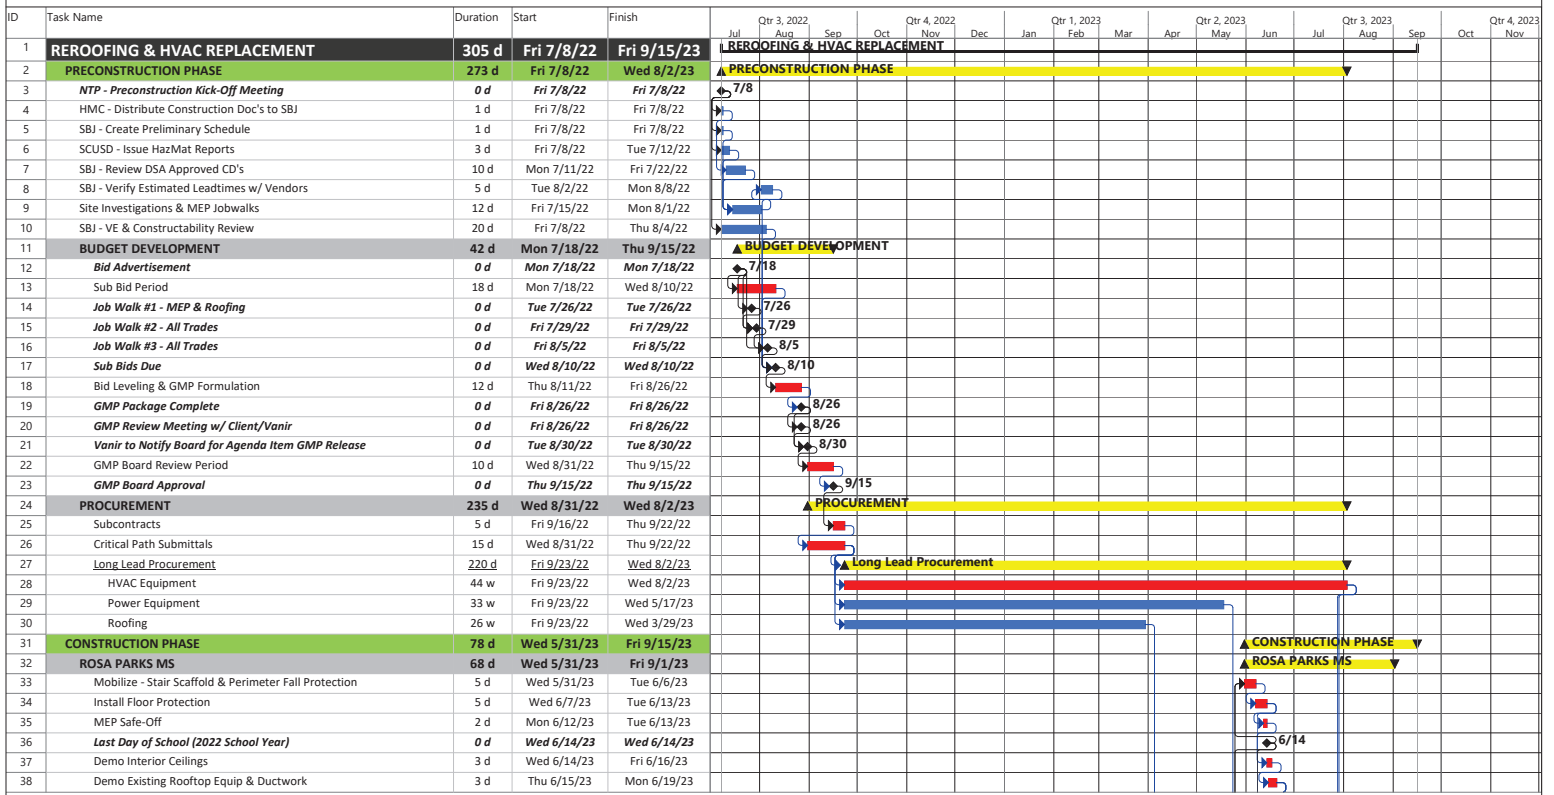 ID Task Name Duration Start Finish Qtr 3, 2022 Qtr 4, 2022 Qtr 1, 2023 Qtr 2, 2023 Qtr 3, 2023 Qtr 4, 2023
Jul Aug Sep Oct Nov Dec Jan Feb Mar Apr May Jun Jul Aug Sep Oct Nov
1 REROOFING & HVAC REPLACEMENT 305 d Fri 7/8/22 Fri 9/15/23 REROOFING & HVAC REPLACEMENT
2 PRECONSTRUCTION PHASE 273 d Fri 7/8/22 Wed 8/2/23 PRECONSTRUCTION PHASE
3 NTP - Preconstruction Kick-Off Meeting 0 d Fri 7/8/22 Fri 7/8/22 7/8
4 HMC - Distribute Construction Doc's to SBJ 1 d Fri 7/8/22 Fri 7/8/22
5 SBJ - Create Preliminary Schedule 1 d Fri 7/8/22 Fri 7/8/22
6 SCUSD - Issue HazMat Reports 3 d Fri 7/8/22 Tue 7/12/22
7 SBJ - Review DSA Approved CD's 10 d Mon 7/11/22 Fri 7/22/22
8 SBJ - Verify Estimated Leadtimes w/ Vendors 5 d Tue 8/2/22 Mon 8/8/22
9 Site Investigations & MEP Jobwalks 12 d Fri 7/15/22 Mon 8/1/22
10 SBJ - VE & Constructability Review 20 d Fri 7/8/22 Thu 8/4/22
11 BUDGET DEVELOPMENT 42 d Mon 7/18/22 Thu 9/15/22 BUDGET DEVELOPMENT
12 Bid Advertisement 0 d Mon 7/18/22 Mon 7/18/22 7/18
13 Sub Bid Period 18 d Mon 7/18/22 Wed 8/10/22
14 Job Walk #1 - MEP & Roofing 0 d Tue 7/26/22 Tue 7/26/22 7/26
15 Job Walk #2 - All Trades 0 d Fri 7/29/22 Fri 7/29/22 7/29
16 Job Walk #3 - All Trades 0 d Fri 8/5/22 Fri 8/5/22 8/5
17 Sub Bids Due 0 d Wed 8/10/22 Wed 8/10/22 8/10
18 Bid Leveling & GMP Formulation 12 d Thu 8/11/22 Fri 8/26/22
19 GMP Package Complete 0 d Fri 8/26/22 Fri 8/26/22 8/26
20 GMP Review Meeting w/ Client/Vanir 0 d Fri 8/26/22 Fri 8/26/22 8/26
21 Vanir to Notify Board for Agenda Item GMP Release 0 d Tue 8/30/22 Tue 8/30/22 8/30
22 GMP Board Review Period 10 d Wed 8/31/22 Thu 9/15/22
23 GMP Board Approval 0 d Thu 9/15/22 Thu 9/15/22 9/15
24 PROCUREMENT 235 d Wed 8/31/22 Wed 8/2/23 PROCUREMENT
25 Subcontracts 5 d Fri 9/16/22 Thu 9/22/22
26 Critical Path Submittals 15 d Wed 8/31/22 Thu 9/22/22
27 Long Lead Procurement 220 d Fri 9/23/22 Wed 8/2/23 Long Lead Procurement
28 HVAC Equipment 44 w Fri 9/23/22 Wed 8/2/23
29 Power Equipment 33 w Fri 9/23/22 Wed 5/17/23
30 Roofing 26 w Fri 9/23/22 Wed 3/29/23
31 CONSTRUCTION PHASE 78 d Wed 5/31/23 Fri 9/15/23 CONSTRUCTION PHASE
32 ROSA PARKS MS 68 d Wed 5/31/23 Fri 9/1/23 ROSA PARKS MS
33 Mobilize - Stair Scaffold & Perimeter Fall Protection 5 d Wed 5/31/23 Tue 6/6/23
34 Install Floor Protection 5 d Wed 6/7/23 Tue 6/13/23
35 MEP Safe-Off 2 d Mon 6/12/23 Tue 6/13/23
36 Last Day of School (2022 School Year) 0 d Wed 6/14/23 Wed 6/14/23 6/14
37 Demo Interior Ceilings 3 d Wed 6/14/23 Fri 6/16/23
38 Demo Existing Rooftop Equip & Ductwork 3 d Thu 6/15/23 Mon 6/19/23